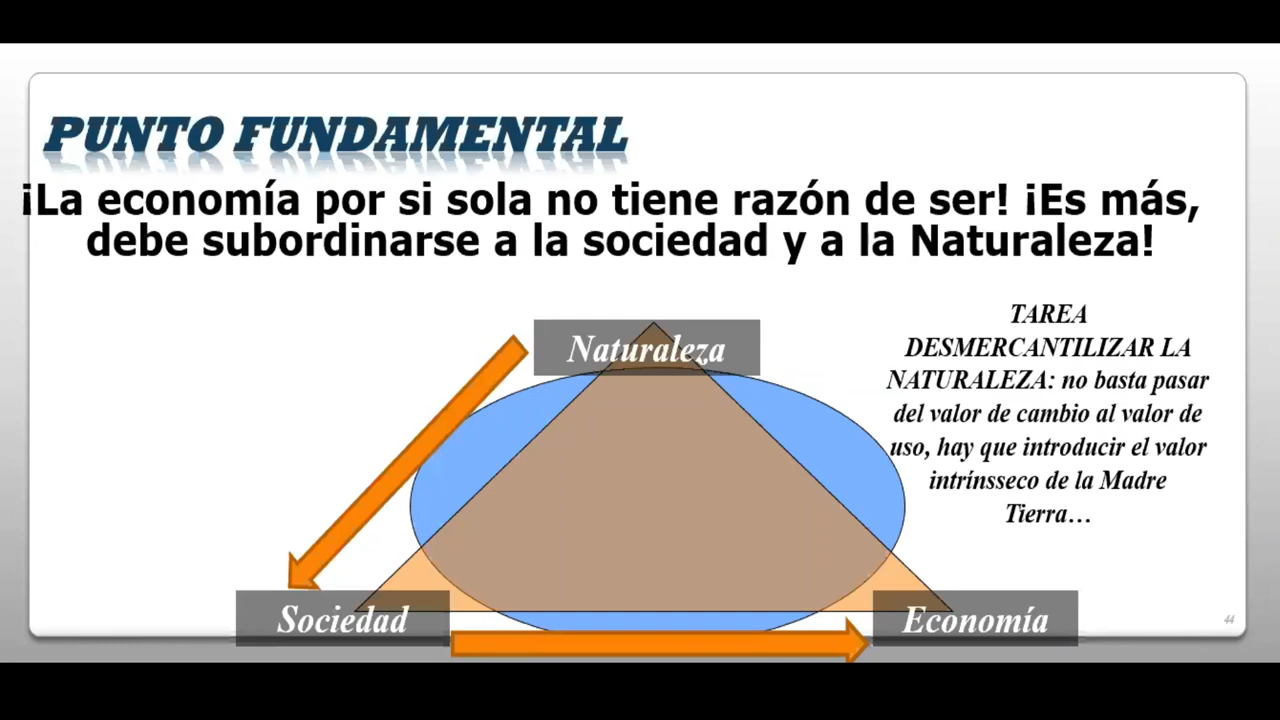 PUNTO FUNDAMENTAL
¡La economía por si sola no tiene razón de ser! ¡Es más,
debe subordinarse a la sociedad y a la Naturaleza!
TAREA
DESMERCANTILIZAR LA
NATURALEZA: no basta pasar
del valor de cambio al valor de
uso, hay que introducir el valor
intrínsseco de la Madre
Tierra…
Naturaleza
Sociedad
Economía
44